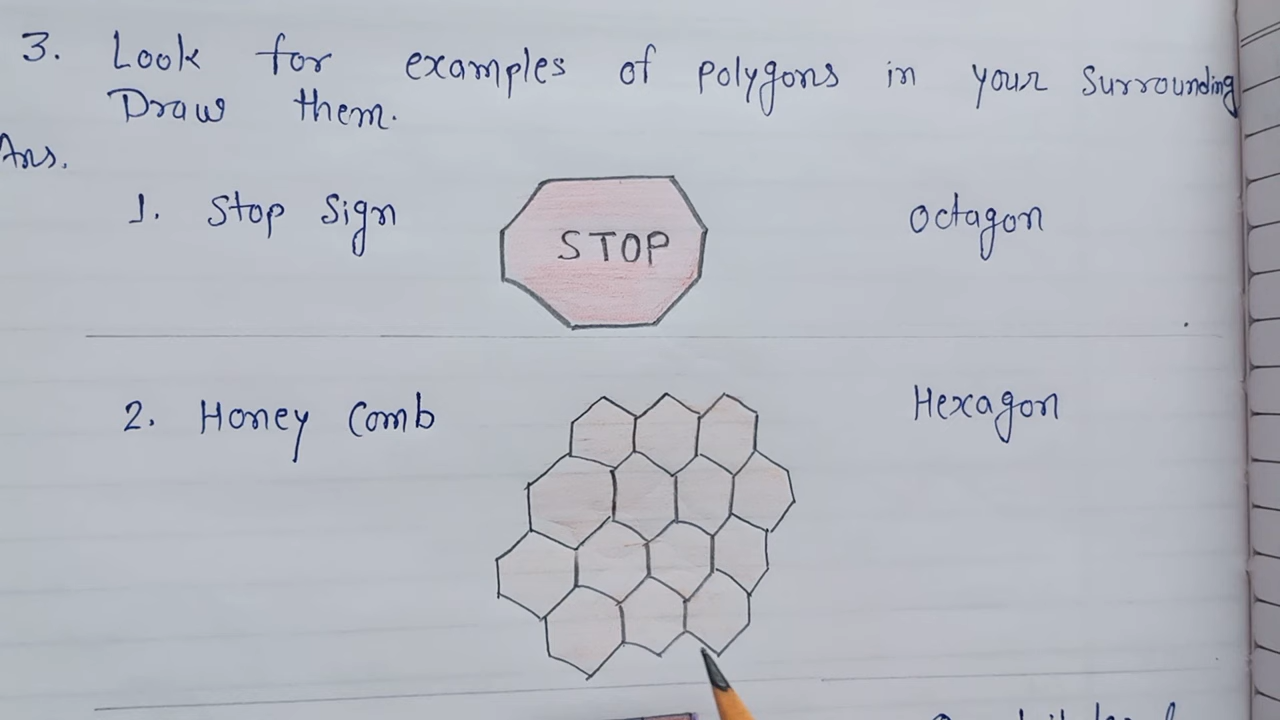 3. Look for examples of polygons in your surrounding
Draw them.
Ans.
1. Stop Sign STOP Octagon
2. Honey Comb Hexagon